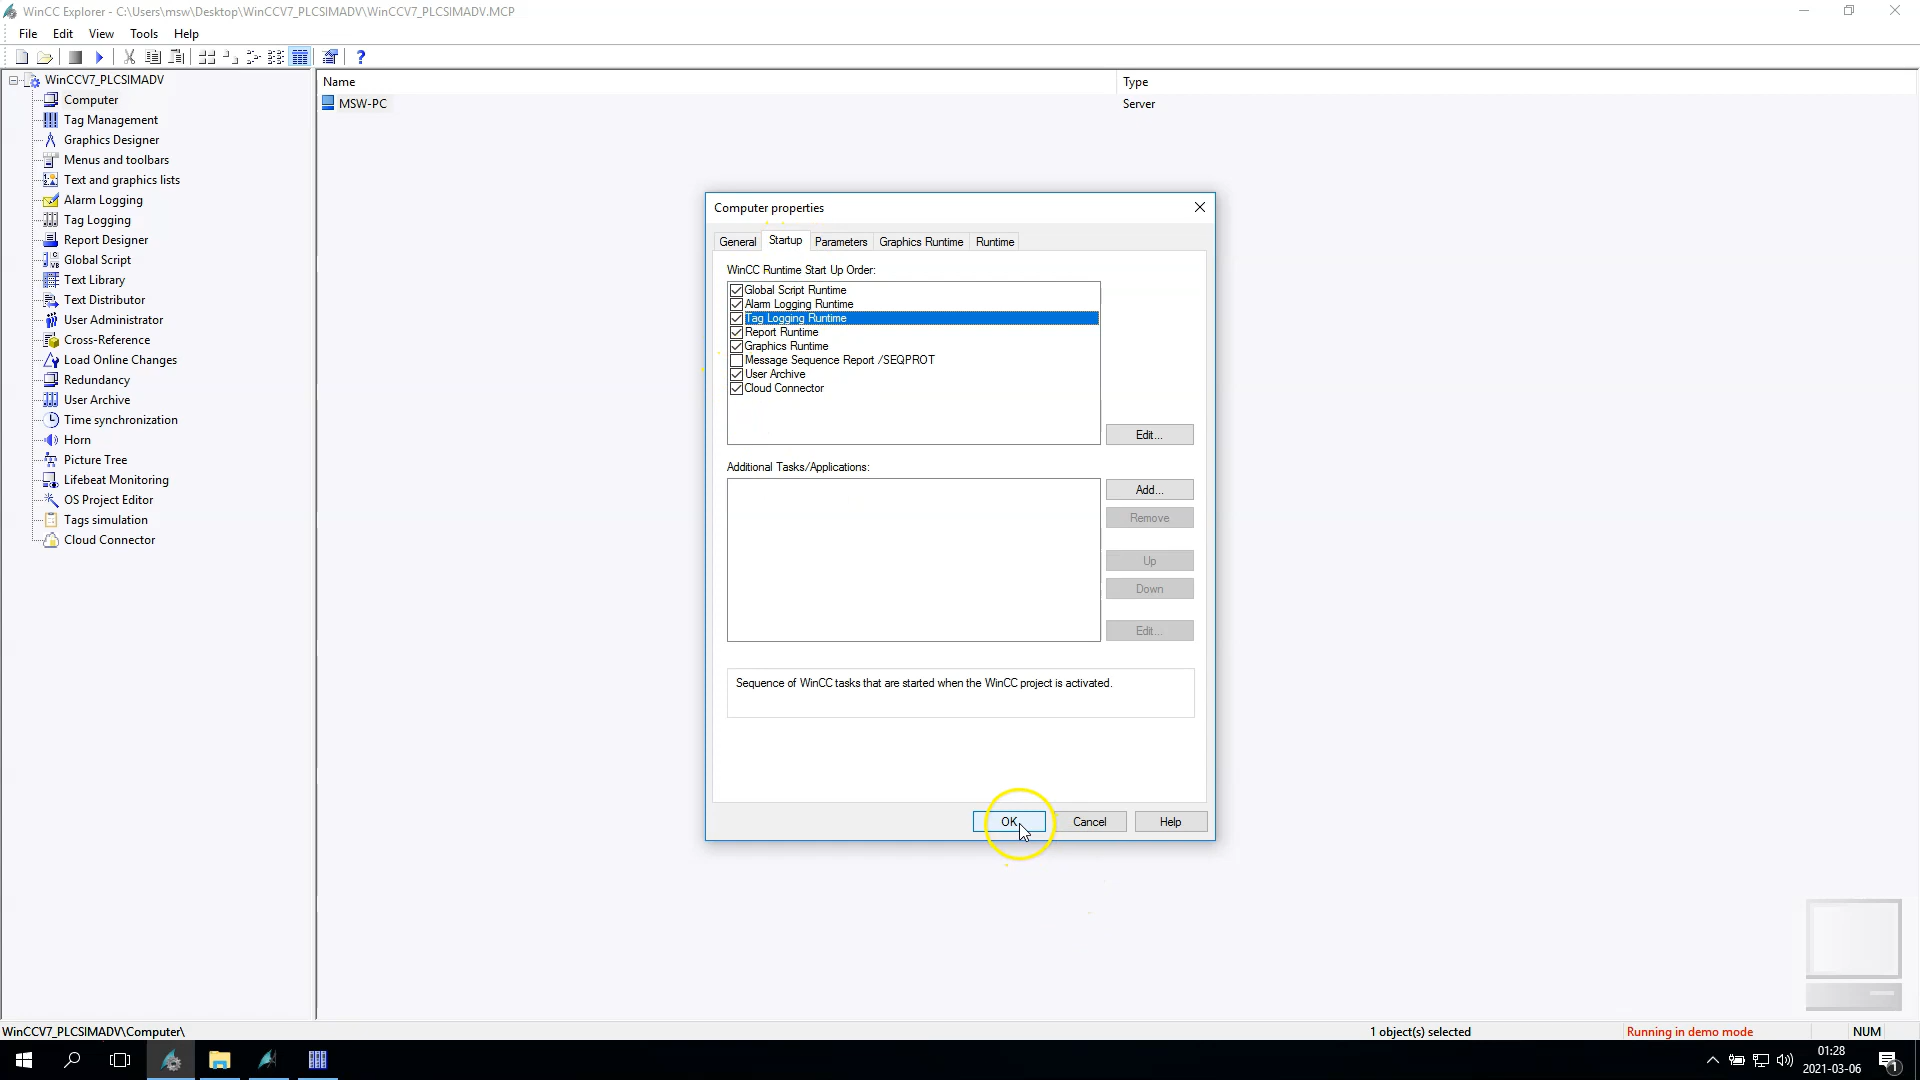 WinCC Explorer - C:\Users\msw\Desktop\WinCCV7_PLCSIMADV\WinCCV7_PLCSIMADV.MCP
File Edit View Tools Help
WinCCV7_PLCSIMADV
Computer
Tag Management
Graphics Designer
Menus and toolbars
Text and graphics lists
Alarm Logging
Tag Logging
Report Designer
Global Script
Text Library
Text Distributor
User Administrator
Cross-Reference
Load Online Changes
Redundancy
User Archive
Time synchronization
Horn
Picture Tree
Lifebeat Monitoring
OS Project Editor
Tags simulation
Cloud Connector
Name Type
MSW-PC Server
Computer properties
General Startup Parameters Graphics Runtime Runtime
WinCC Runtime Start Up Order:
Global Script Runtime
Alarm Logging Runtime
Tag Logging Runtime
Report Runtime
Graphics Runtime
Message Sequence Report /SEQPROT
User Archive
Cloud Connector
Edit...
Additional Tasks/Applications:
Add...
Remove
Up
Down
Edit...
Sequence of WinCC tasks that are started when the WinCC project is activated.
OK Cancel Help
WinCCV7_PLCSIMADV\Computer\ 1 object(s) selected Running in demo mode NUM
01:28
2021-03-06
1